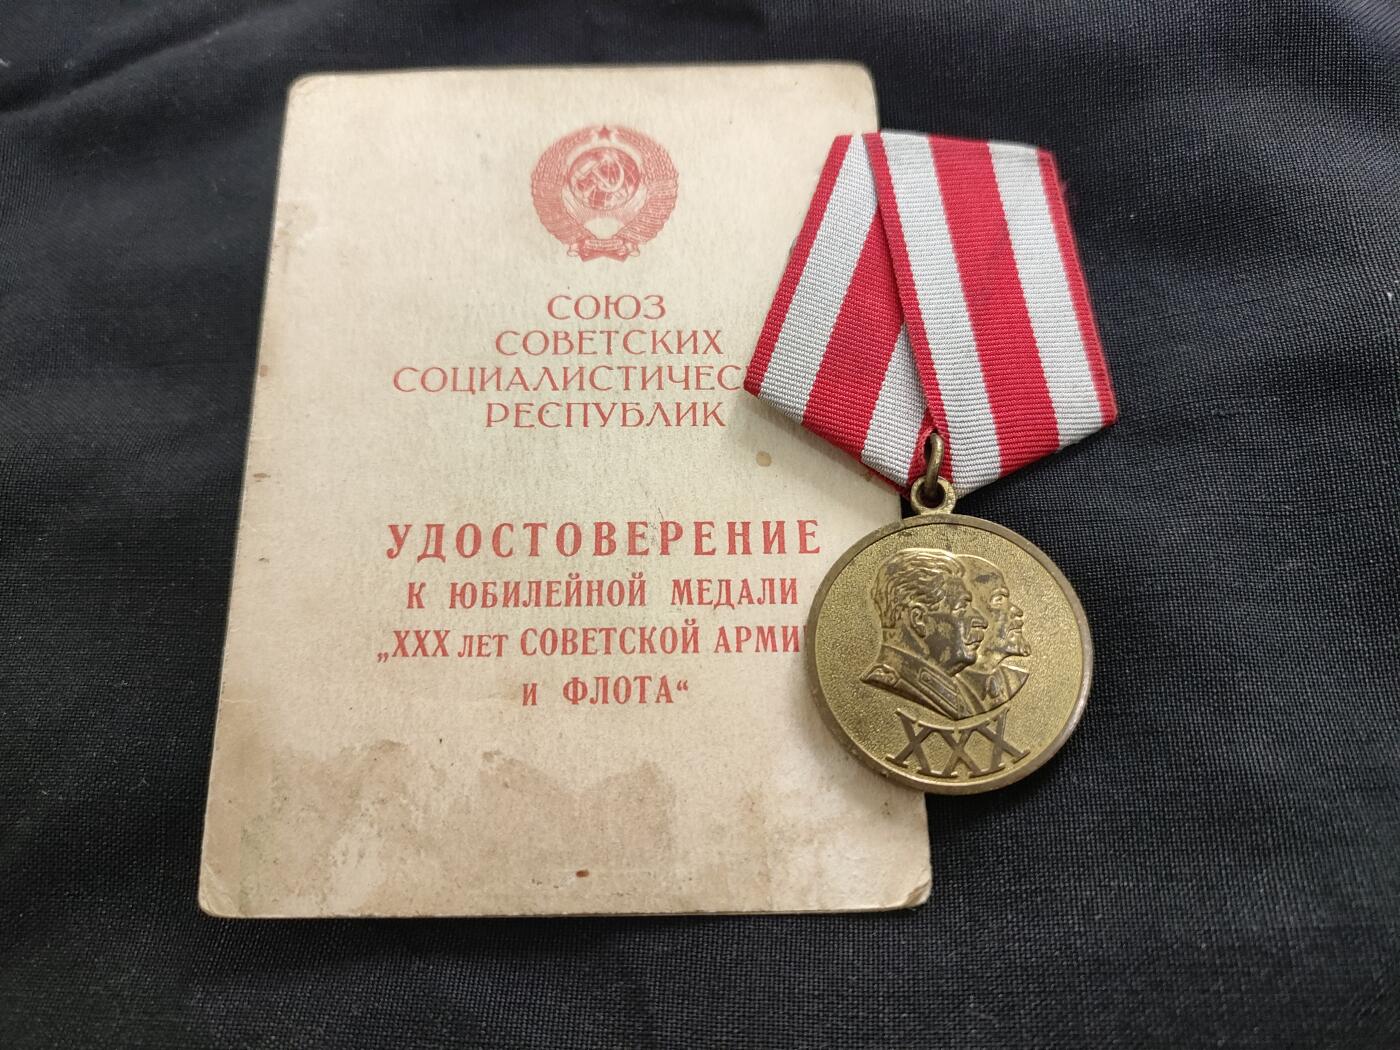 СОЮЗ
СОВЕТСКИХ
СОЦИАЛИСТИЧЕС
РЕСПУБЛИК
УДОСТОВЕРЕНИЕ
К ЮБИЛЕЙНОЙ МЕДАЛИ
„XXX ЛЕТ СОВЕТСКОЙ АРМИ
И ФЛОТА“
XXX